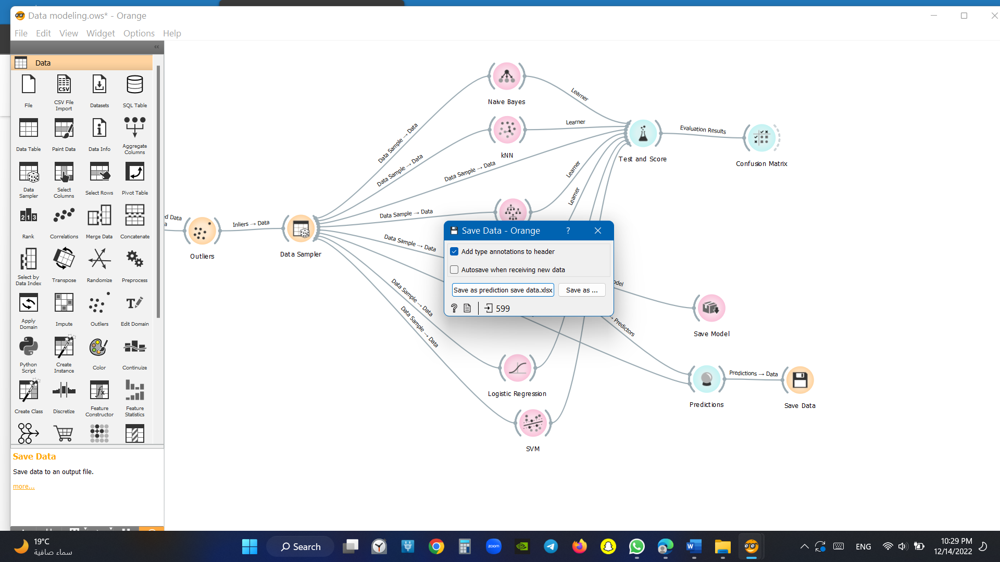 Data modeling.ows* - Orange
File Edit View Widget Options Help
Data
File
CSV File Import
Datasets
SQL Table
Data Table
Paint Data
Data Info
Aggregate Columns
Data Sampler
Select Columns
Select Rows
Pivot Table
Rank
Correlations
Merge Data
Concatenate
Select by Data Index
Transpose
Randomize
Preprocess
Apply Domain
Impute
Outliers
Edit Domain
Python Script
Create Instance
Color
Continuize
Create Class
Discretize
Feature Constructor
Feature Statistics
Save Data
Save data to an output file.
more...
d Data
Outliers
Inliers → Data
Data Sampler
Data Sample → Data
Data Sample → Data
Data Sample → Data
Data Sample → Data
Data Sample → Data
Data Sample → Data
Data Sample → Data
Naive Bayes
kNN
Learner
Learner
Learner
Learner
Test and Score
Evaluation Results
Confusion Matrix
Save Data - Orange
?
Add type annotations to header
Autosave when receiving new data
Save as prediction save data.xlsx
Save as ...
? 599
odel
Save Model
→ Predictors
Predictions
Predictions → Data
Save Data
Logistic Regression
SVM
19°C
سماء صافية
Search
zoom
ENG
10:29 PM
12/14/2022